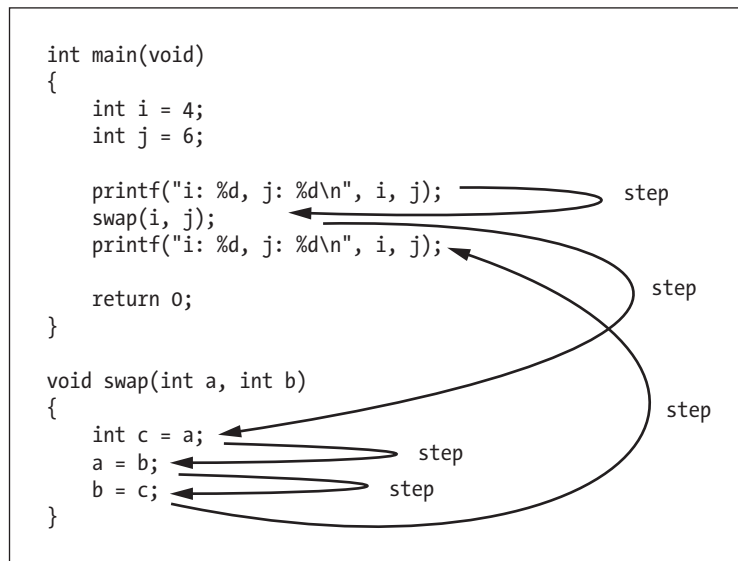 int main(void)
{
    int i = 4;
    int j = 6;

    printf("i: %d, j: %d\n", i, j);    step
    swap(i, j);
    printf("i: %d, j: %d\n", i, j);
    step
    return 0;
}

void swap(int a, int b)
{    step
    int c = a;
    a = b;    step
    b = c;    step
}